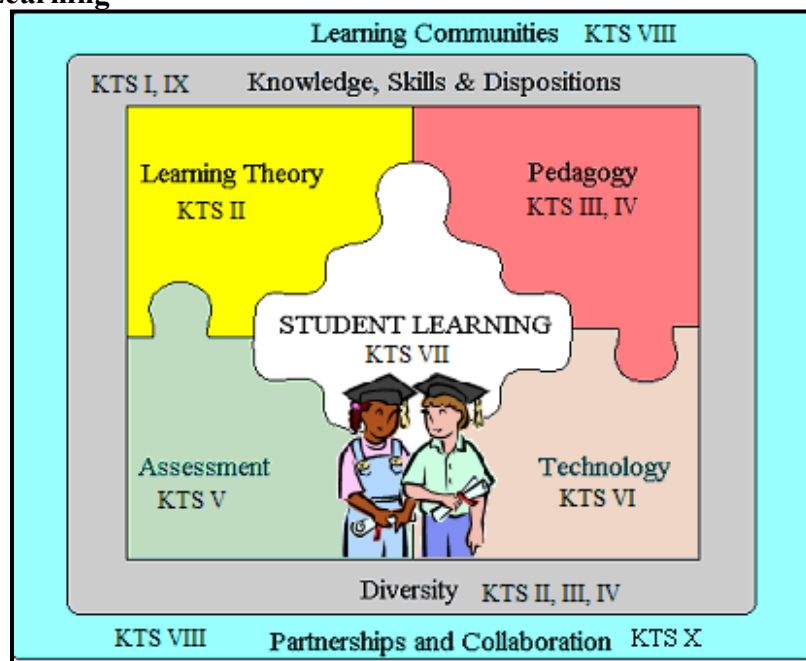 Learning
Learning Communities KTS VIII
KTS I, IX Knowledge, Skills & Dispositions
Learning Theory
KTS II
Pedagogy
KTS III, IV
STUDENT LEARNING
KTS VII
Assessment
KTS V
Technology
KTS VI
Diversity KTS II, III, IV
KTS VIII Partnerships and Collaboration KTS X